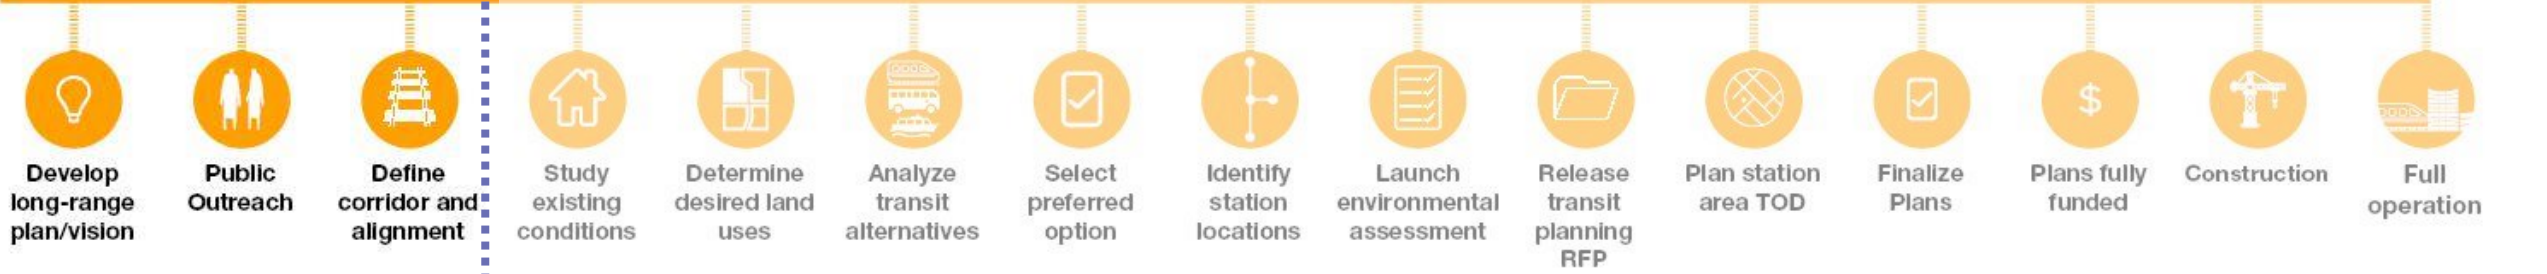 Develop
long-range
plan/vision
Public
Outreach
Define
corridor and
alignment
Study
existing
conditions
Determine
desired land
uses
Analyze
transit
alternatives
Select
preferred
option
Identify
station
locations
Launch
environmental
assessment
Release
transit
planning
RFP
Plan station
area TOD
Finalize
Plans
$
Plans fully
funded
Construction
Full
operation